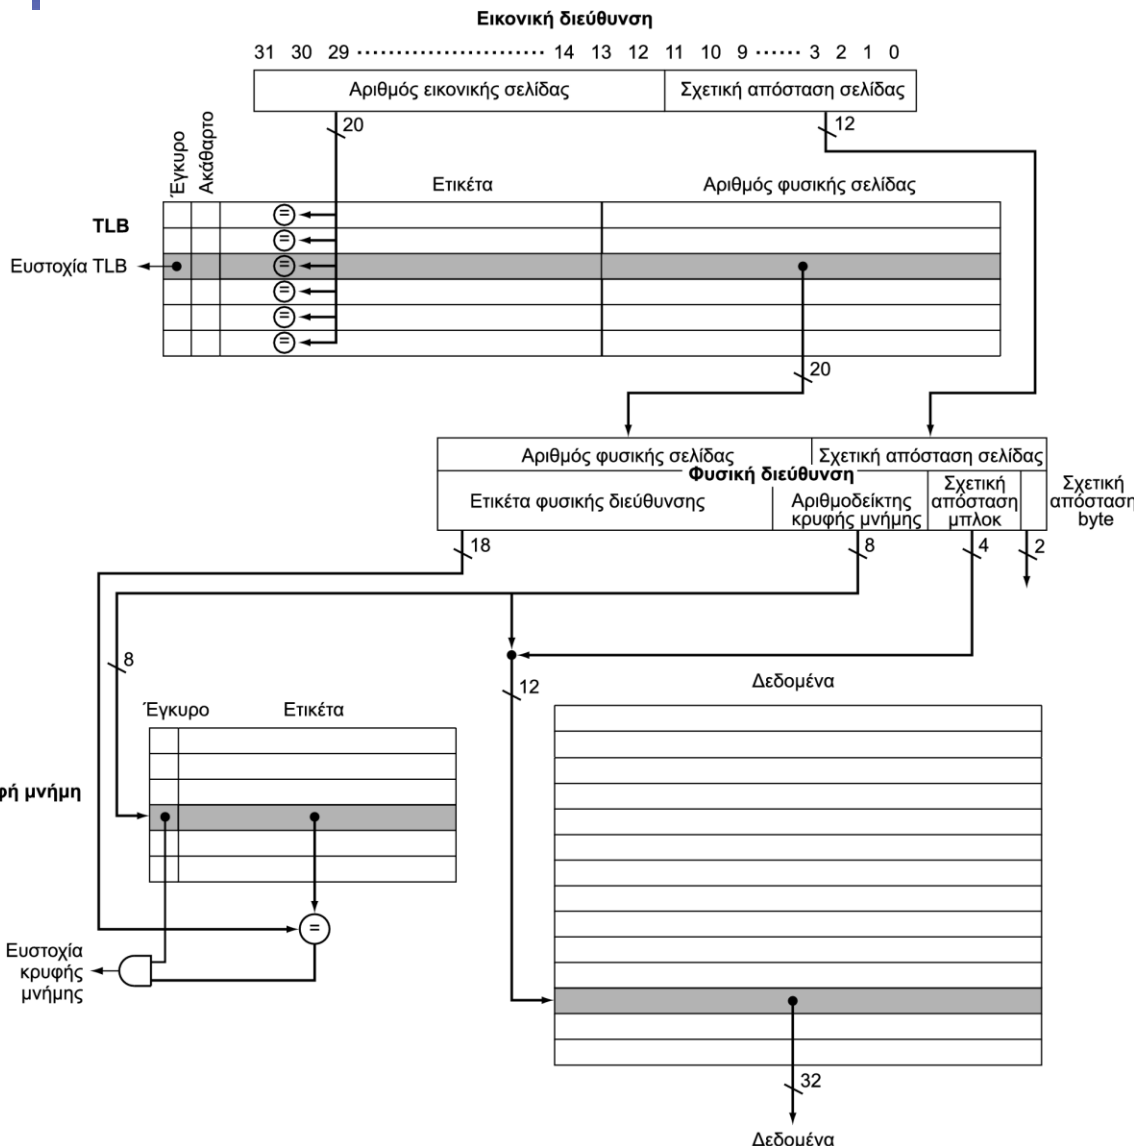 Εικονική διεύθυνση
31 30 29 ························ 14 13 12 11 10 9 ······ 3 2 1 0
Αριθμός εικονικής σελίδας
Σχετική απόσταση σελίδας
20
12
Έγκυρο
Ακάθαρτο
Ετικέτα
Αριθμός φυσικής σελίδας
TLB
=
=
Ευστοχία TLB
=
=
=
=
20
Αριθμός φυσικής σελίδας
Σχετική απόσταση σελίδας
Φυσική διεύθυνση
Ετικέτα φυσικής διεύθυνσης
Αριθμοδείκτης
κρυφής μνήμης
Σχετική
απόσταση
μπλοκ
Σχετική
απόσταση
byte
18
8
4
2
8
12
Δεδομένα
Έγκυρο
Ετικέτα
φή μνήμη
=
Ευστοχία
κρυφής
μνήμης
32
Δεδομένα